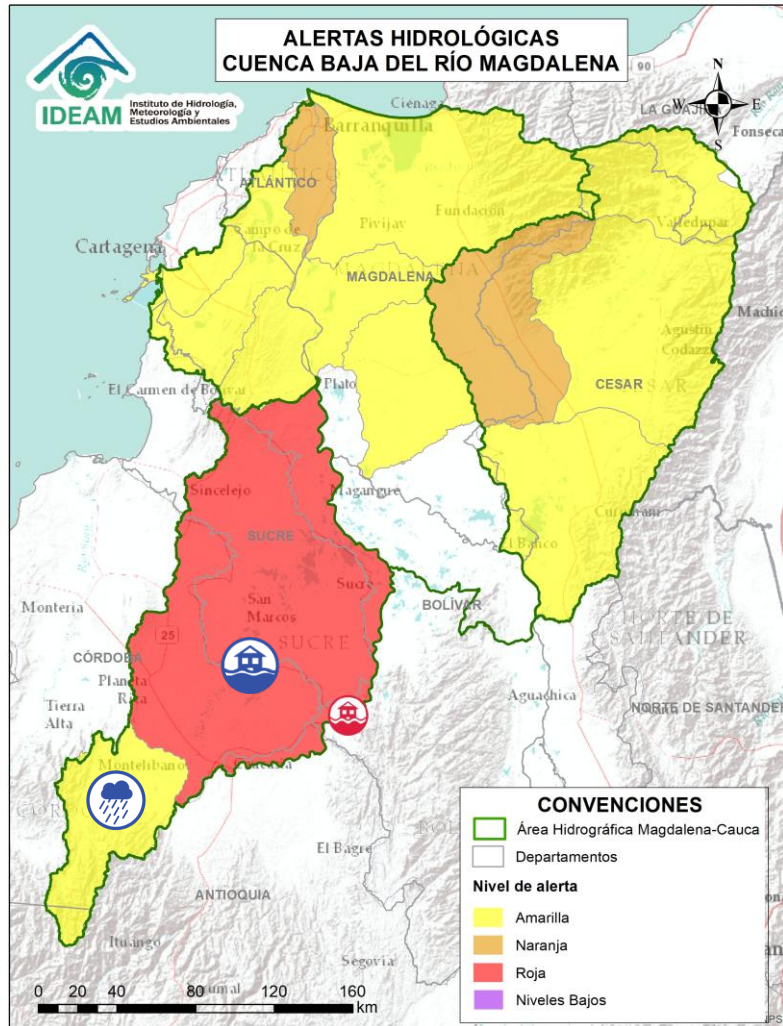 ALERTAS HIDROLÓGICAS
CUENCA BAJA DEL RÍO MAGDALENA
IDEAM
Instituto de Hidrología,
Meteorología y
Estudios Ambientales
90
N
W
E
S
Ciénaga
LA GUAJIRA
Barranquilla
Fonseca
ATLÁNTICO
Fundación
Pivijay
Valledupar
Campo de
la Cruz
Cartagena
MAGDALENA
Agustín
Codazzi
El Carmen de Bolívar
Plato
CESAR
Sincelejo
Magangue
El Banco
SUCRE
Sucre
San
Marcos
SUCRE
BOLÍVAR
Montería
NORTE DE
SANTANDER
25
CÓRDOBA
Planeta
Rica
Tierra
Alta
Aguachica
NORTE DE SANTANDER
Montelíbano
El Bagre
ANTIOQUIA
Ituango
Segovia
0 20 40 80 120 160
km
CONVENCIONES
Área Hidrográfica Magdalena-Cauca
Departamentos
Nivel de alerta
Amarilla
Naranja
Roja
Niveles Bajos